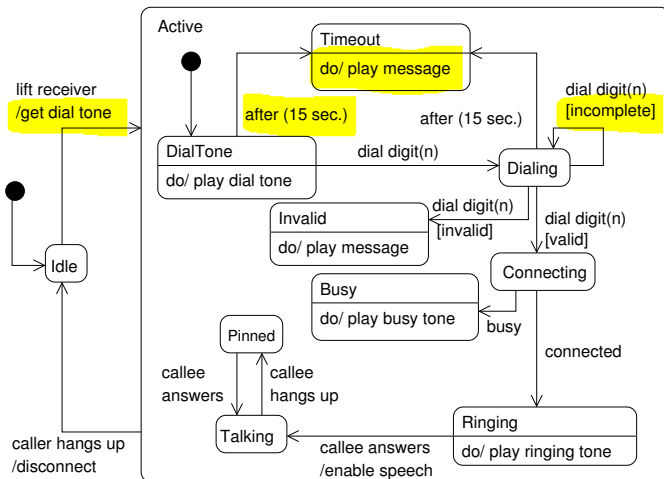 Active
Timeout
do/ play message
lift receiver
/get dial tone
after (15 sec.)
after (15 sec.)
dial digit(n)
[incomplete]
DialTone
do/ play dial tone
dial digit(n)
Dialing
Invalid
do/ play message
dial digit(n)
[invalid]
dial digit(n)
[valid]
Idle
Connecting
Busy
do/ play busy tone
busy
Pinned
connected
callee
answers
callee
hangs up
Talking
Ringing
do/ play ringing tone
callee answers
/enable speech
caller hangs up
/disconnect